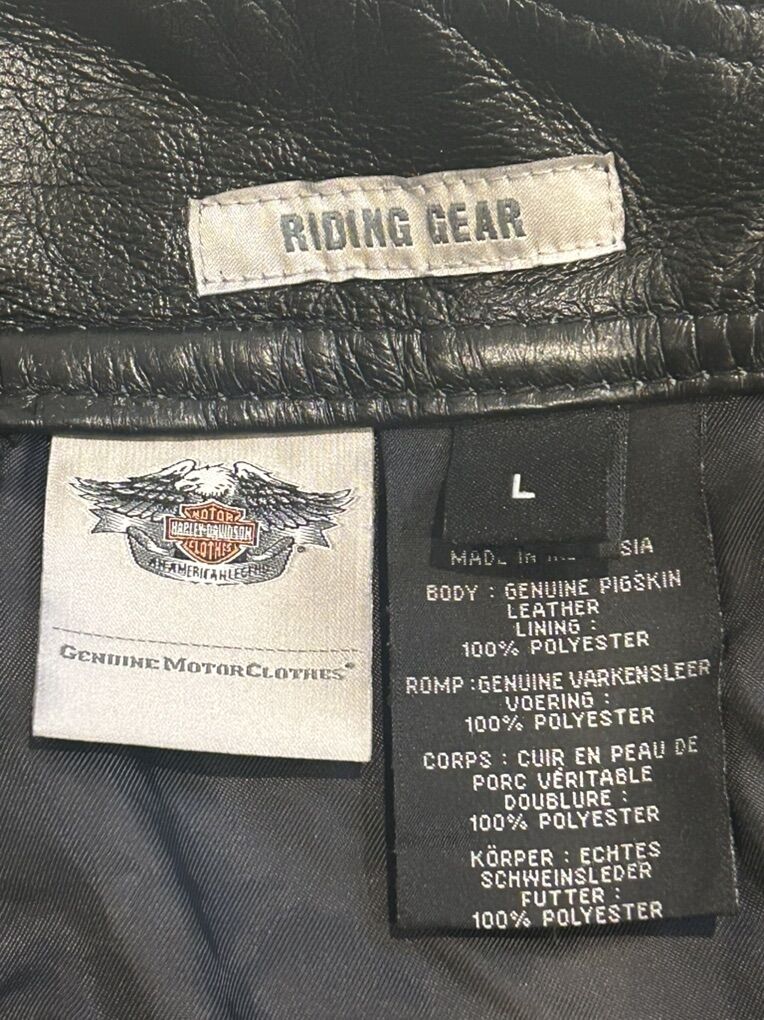 RIDING GEAR
MOTOR
HARLEY-DAVIDSON
CLOTHES
AN AMERICAN LEGEND
®
GENUINE MOTORCLOTHES®
L
MADE IN
SIA
BODY : GENUINE PIGSKIN
LEATHER
LINING :
100% POLYESTER
ROMP :GENUINE VARKENSLEER
VOERING :
100% POLYESTER
CORPS : CUIR EN PEAU DE
PORC VÉRITABLE
DOUBLURE :
100% POLYESTER
KÖRPER : ECHTES
SCHWEINSLEDER
FUTTER :
100% POLYESTER